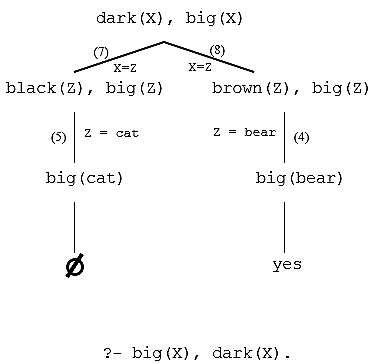 dark(X), big(X)
(7) (8)
X=Z X=Z
black(Z), big(Z) brown(Z), big(Z)
(5) Z = cat Z = bear (4)
big(cat) big(bear)
Ø yes
?- big(X), dark(X).